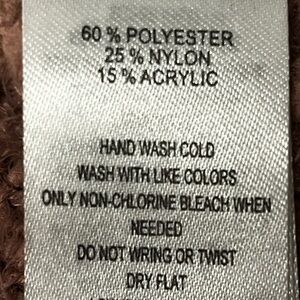 60 % POLYESTER
25 % NYLON
15 % ACRYLIC
HAND WASH COLD
WASH WITH LIKE COLORS
ONLY NON-CHLORINE BLEACH WHEN
NEEDED
DO NOT WRING OR TWIST
DRY FLAT